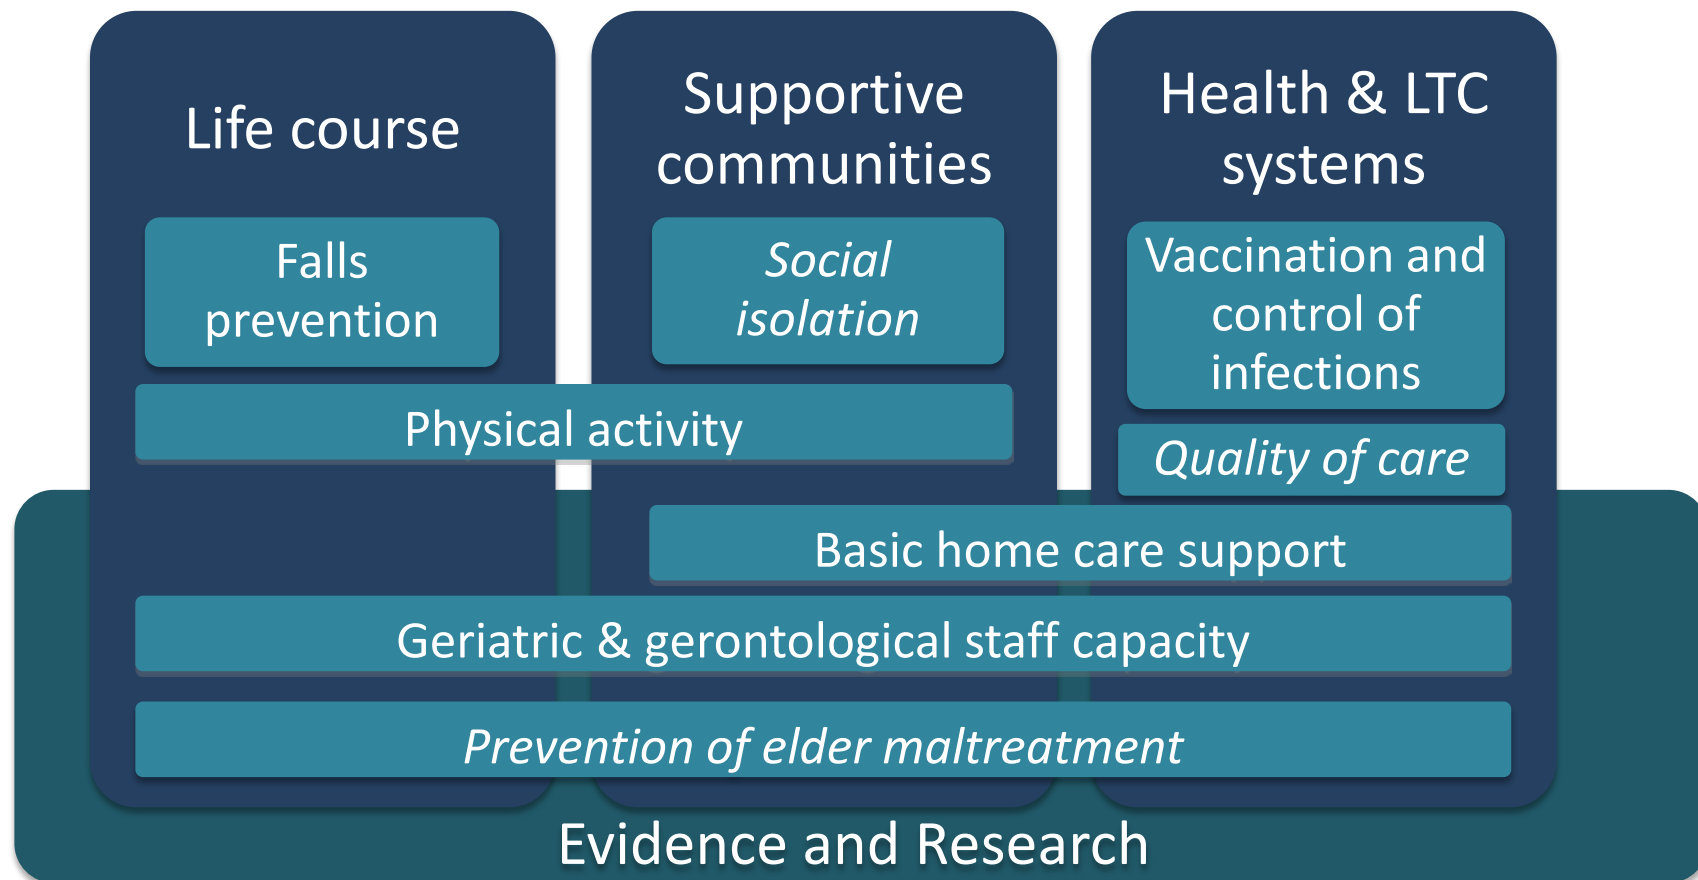 Life course
Supportive
communities
Health & LTC
systems
Falls
prevention
Social
isolation
Vaccination and
control of
infections
Physical activity
Quality of care
Basic home care support
Geriatric & gerontological staff capacity
Prevention of elder maltreatment
Evidence and Research